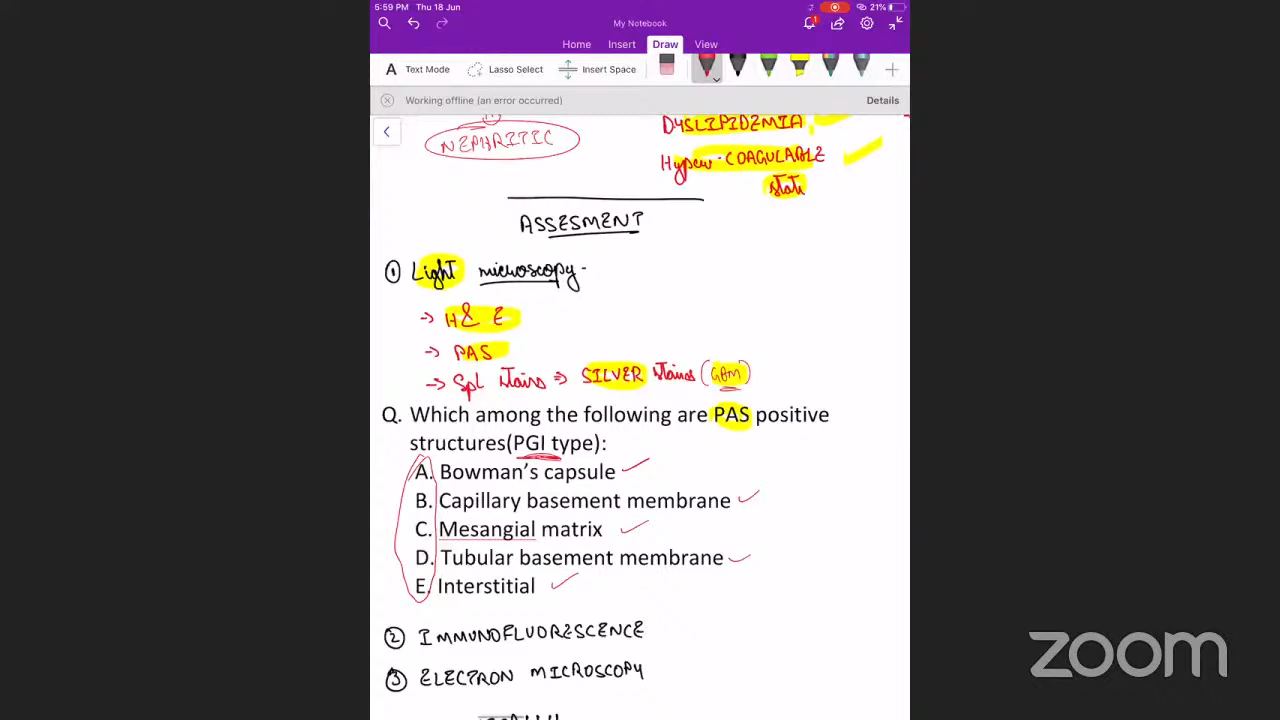 5:59 PM Thu 18 Jun
21%
My Notebook
1
Home Insert Draw View
A Text Mode Lasso Select Insert Space
Working offline (an error occurred) Details
NEPHRITIC
DYSLIPIDEMIA
Hyper-COAGULABLE
state
ASSESMENT
① Light microscopy-
→ H& E
→ PAS
→ Spl stains ⇒ SILVER stains (GBM)
Q. Which among the following are PAS positive
structures(PGI type):
A. Bowman's capsule
B. Capillary basement membrane
C. Mesangial matrix
D. Tubular basement membrane
E. Interstitial
② IMMUNOFLUORESCENCE
③ ELECTRON MICROSCOPY
zoom